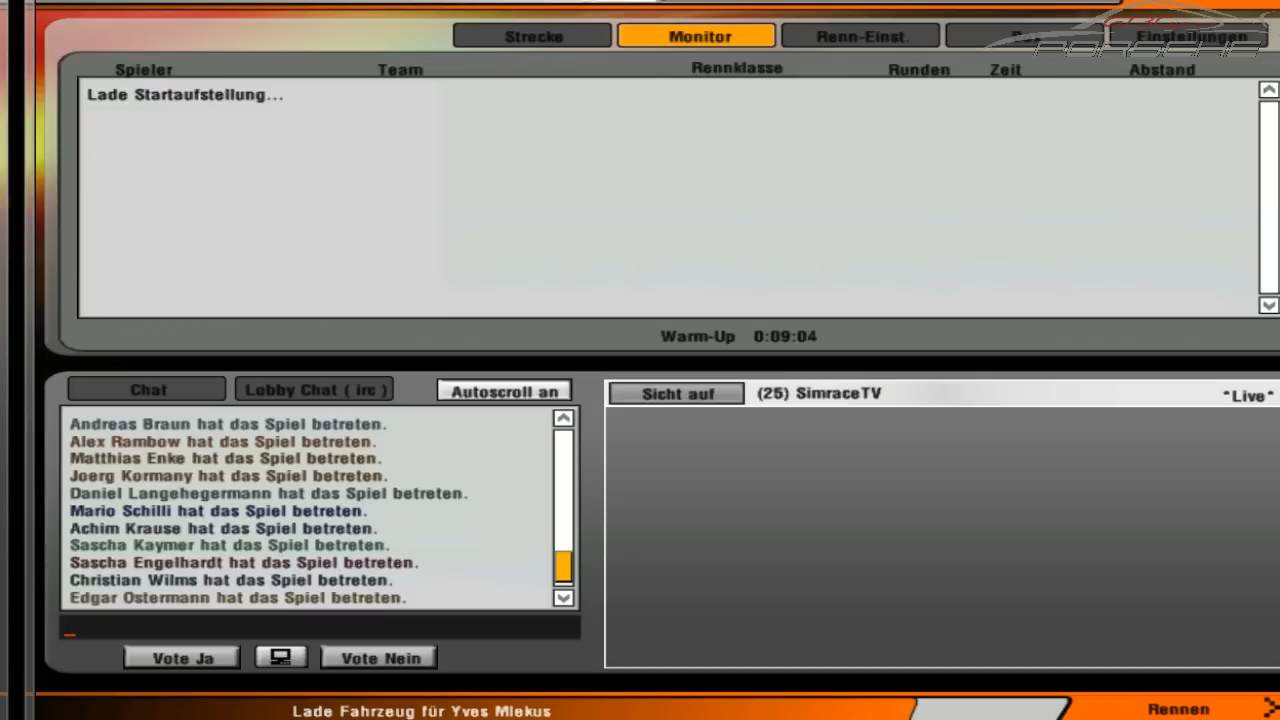 Strecke Monitor Renn-Einst. Einstellungen
PORSCHE
Spieler Team Rennklasse Runden Zeit Abstand
Lade Startaufstellung...
Warm-Up 0:09:04
Chat Lobby Chat ( irc ) Autoscroll an
Sicht auf (25) SimraceTV *Live*
Andreas Braun hat das Spiel betreten.
Alex Rambow hat das Spiel betreten.
Matthias Enke hat das Spiel betreten.
Joerg Kormany hat das Spiel betreten.
Daniel Langehegermann hat das Spiel betreten.
Mario Schilli hat das Spiel betreten.
Achim Krause hat das Spiel betreten.
Sascha Kaymer hat das Spiel betreten.
Sascha Engelhardt hat das Spiel betreten.
Christian Wilms hat das Spiel betreten.
Edgar Ostermann hat das Spiel betreten.
Vote Ja Vote Nein
Lade Fahrzeug für Yves Mlekus Rennen